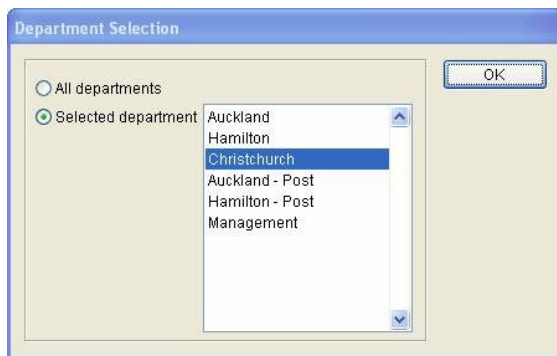 Department Selection
OK
All departments
Selected department
Auckland
Hamilton
Christchurch
Auckland - Post
Hamilton - Post
Management